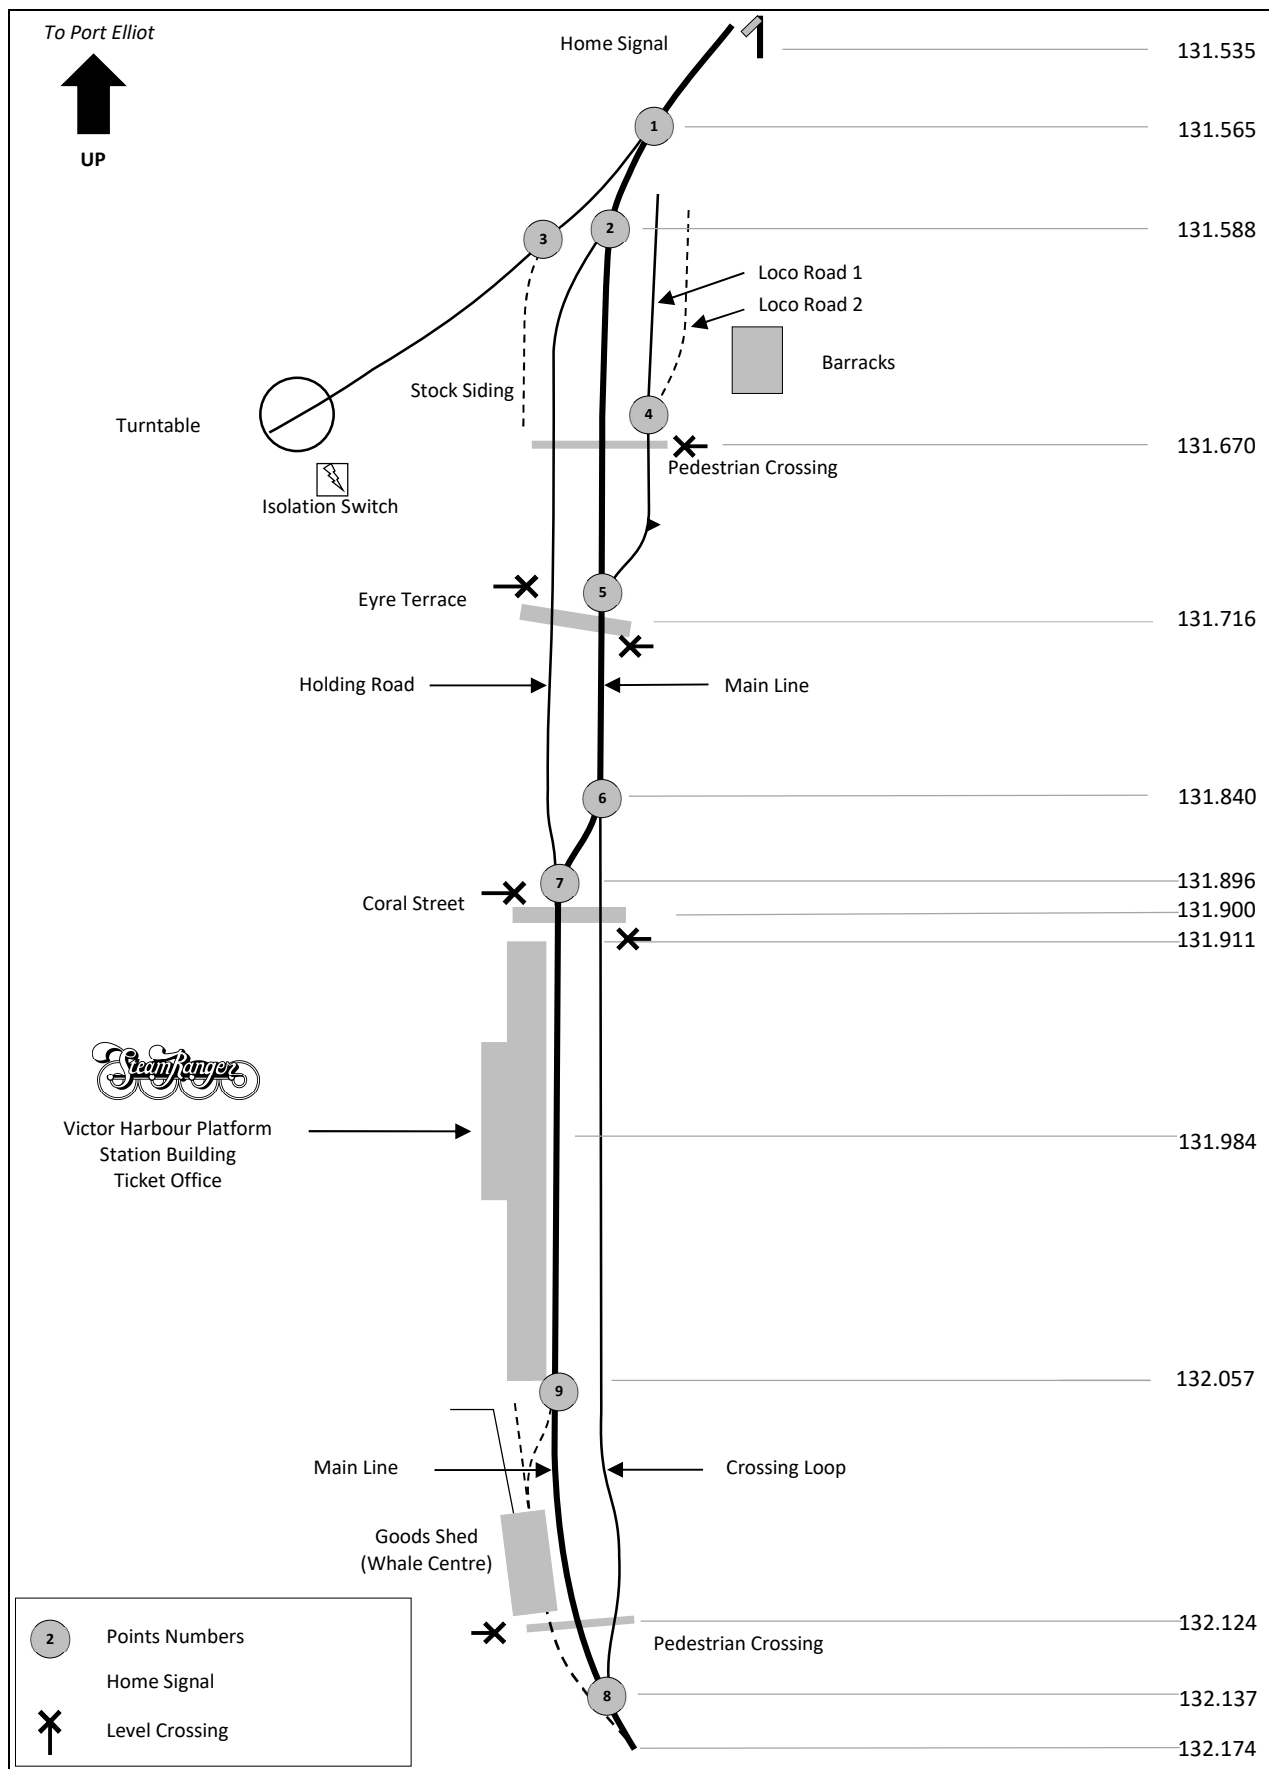 To Port Elliot
UP
Home Signal
131.535
1
131.565
2
131.588
3
Loco Road 1
Loco Road 2
Barracks
Stock Siding
4
Turntable
131.670
Pedestrian Crossing
Isolation Switch
5
Eyre Terrace
131.716
Holding Road
Main Line
6
131.840
7
131.896
Coral Street
131.900
131.911
SteamRanger
Victor Harbour Platform
Station Building
Ticket Office
131.984
9
132.057
Main Line
Crossing Loop
Goods Shed
(Whale Centre)
132.124
Pedestrian Crossing
8
132.137
132.174
2
Points Numbers
Home Signal
Level Crossing